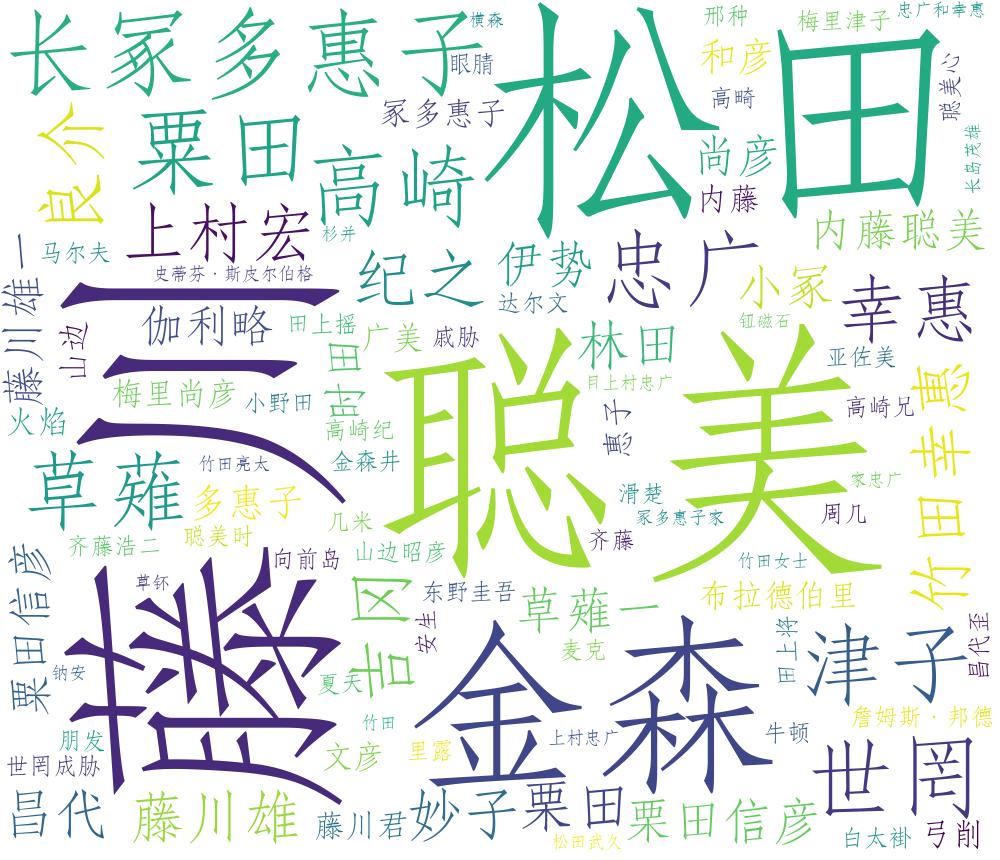 长冢多惠子
横森
眼睛
松田
邢种
梅里津子
忠广和幸惠
和彦
高畸
聪美心
良介
粟田
高崎
冢多惠子
尚彦
内藤
长岛茂雄
内藤聪美
上村宏
杉并
马尔夫
藤川雄一
史蒂芬·斯皮尔伯格
纪之
伊势
达尔文
忠广
小冢
幸惠
川
山边
伽利略
田上摇
广美
戚胁
林田
钮磁石
亚佐美
梅里尚彦
小野田
时田
聪美
月上村忠广
惠子
高崎兄
竹田幸惠
火焰
高崎纪
草薙
竹田亮太
金森井
多惠子
滑楚
冢多惠子家
家忠广
周几
几米
聪美时
齐藤
齐藤浩二
向前岛
山边昭彦
竹田女士
粟田信彦
草钚
吉冈
东野圭吾
草薙一
布拉德伯里
安生
麦克
藤
金森
田上将
津子
昌代至
钠安
夏天
竹田
詹姆斯·邦德
朋发
文彦
里露
上村忠广
牛顿
世罔成胁
世罔
昌代
藤川雄
藤川君
妙子
粟田
粟田信彦
松田武久
白太褂
弓削